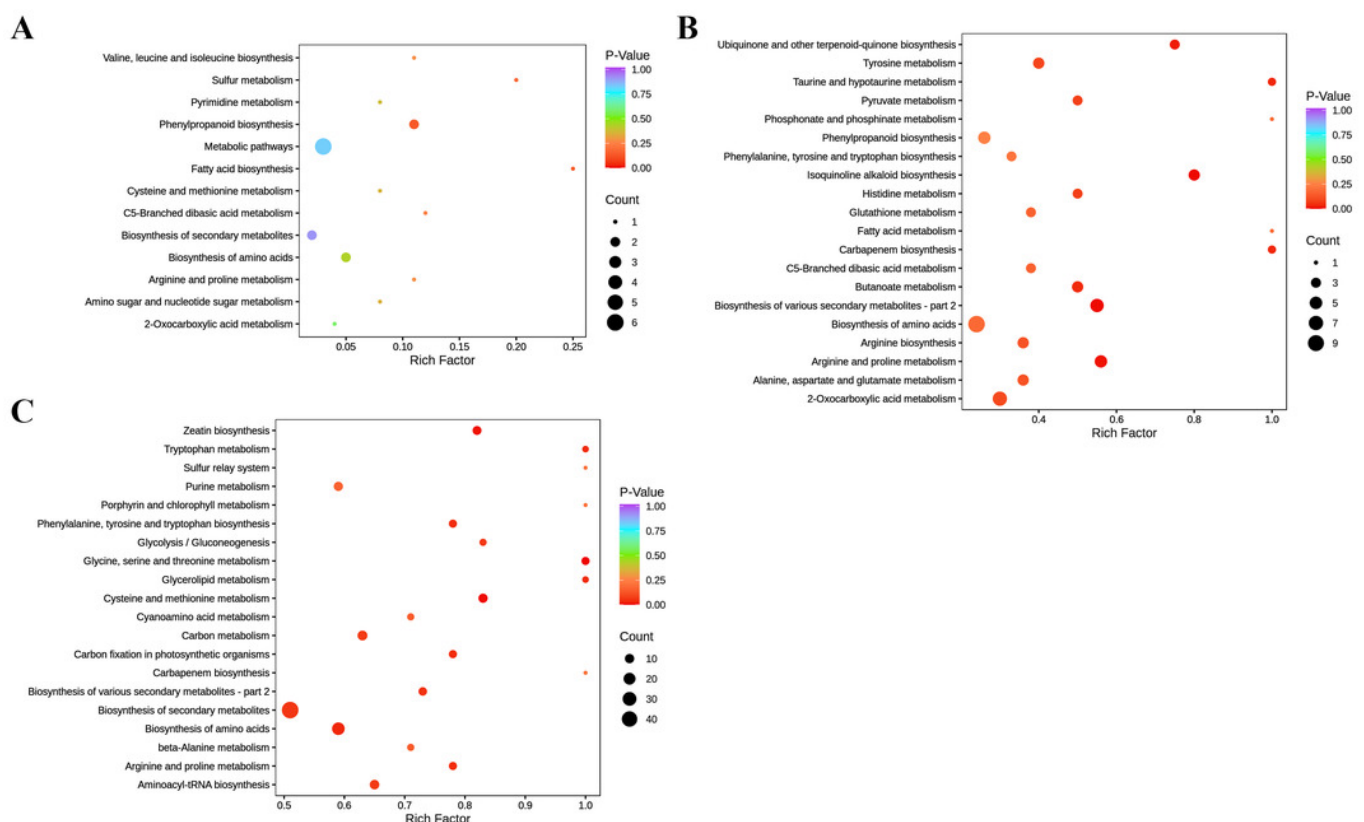 A
Valine, leucine and isoleucine biosynthesis
Sulfur metabolism
Pyrimidine metabolism
Phenylpropanoid biosynthesis
Metabolic pathways
Fatty acid biosynthesis
Cysteine and methionine metabolism
C5-Branched dibasic acid metabolism
Biosynthesis of secondary metabolites
Biosynthesis of amino acids
Arginine and proline metabolism
Amino sugar and nucleotide sugar metabolism
2-Oxocarboxylic acid metabolism
0.05 0.10 0.15 0.20 0.25
Rich Factor
P-Value
1.00
0.75
0.50
0.25
0.00
Count
1
2
3
4
5
6
B
Ubiquinone and other terpenoid-quinone biosynthesis
Tyrosine metabolism
Taurine and hypotaurine metabolism
Pyruvate metabolism
Phosphonate and phosphinate metabolism
Phenylpropanoid biosynthesis
Phenylalanine, tyrosine and tryptophan biosynthesis
Isoquinoline alkaloid biosynthesis
Histidine metabolism
Glutathione metabolism
Fatty acid metabolism
Carbapenem biosynthesis
C5-Branched dibasic acid metabolism
Butanoate metabolism
Biosynthesis of various secondary metabolites - part 2
Biosynthesis of amino acids
Arginine biosynthesis
Arginine and proline metabolism
Alanine, aspartate and glutamate metabolism
2-Oxocarboxylic acid metabolism
0.4 0.6 0.8 1.0
Rich Factor
P-Value
1.00
0.75
0.50
0.25
0.00
Count
1
3
5
7
9
C
Zeatin biosynthesis
Tryptophan metabolism
Sulfur relay system
Purine metabolism
Porphyrin and chlorophyll metabolism
Phenylalanine, tyrosine and tryptophan biosynthesis
Glycolysis / Gluconeogenesis
Glycine, serine and threonine metabolism
Glycerolipid metabolism
Cysteine and methionine metabolism
Cyanoamino acid metabolism
Carbon metabolism
Carbon fixation in photosynthetic organisms
Carbapenem biosynthesis
Biosynthesis of various secondary metabolites - part 2
Biosynthesis of secondary metabolites
Biosynthesis of amino acids
beta-Alanine metabolism
Arginine and proline metabolism
Aminoacyl-tRNA biosynthesis
0.5 0.6 0.7 0.8 0.9 1.0
Rich Factor
P-Value
1.00
0.75
0.50
0.25
0.00
Count
10
20
30
40